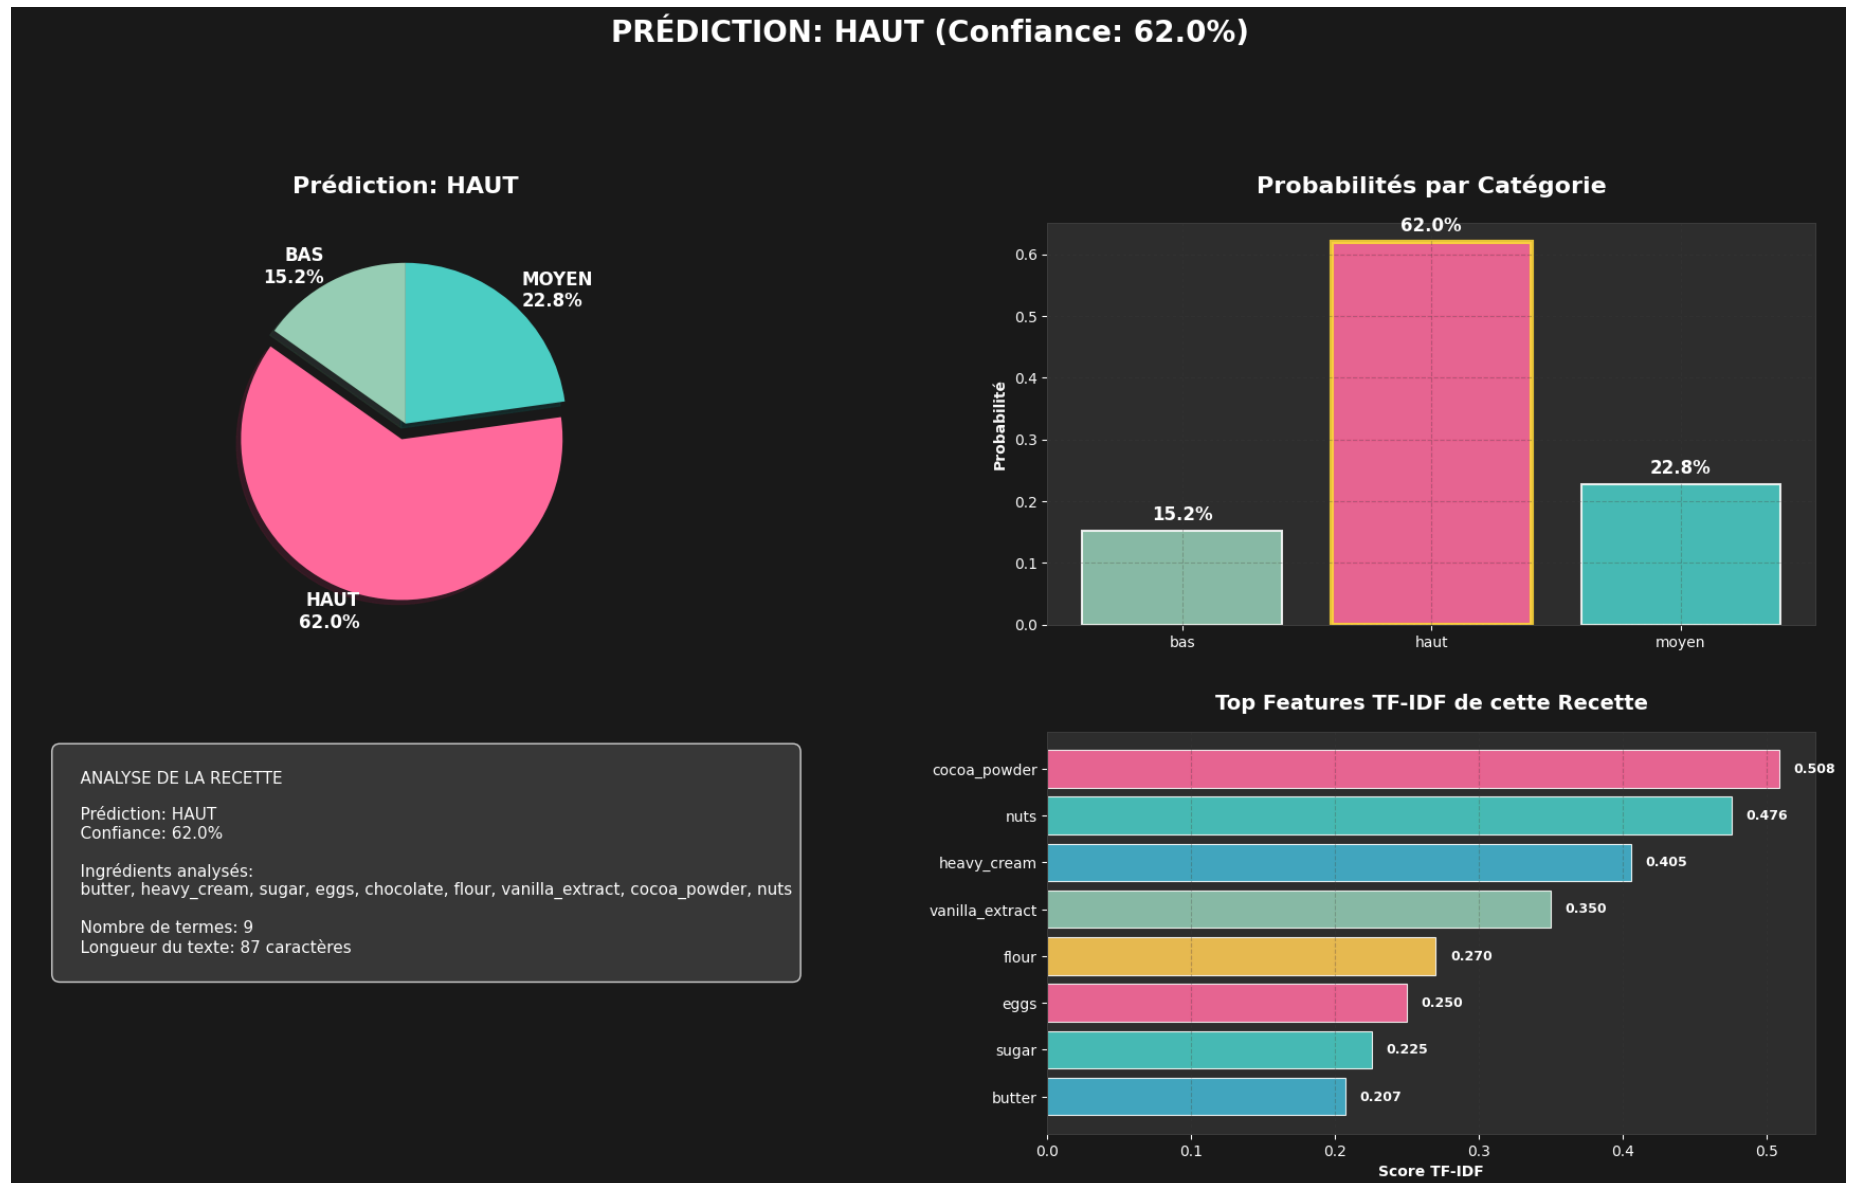 PRÉDICTION: HAUT (Confiance: 62.0%)
Prédiction: HAUT
BAS
15.2%
MOYEN
22.8%
HAUT
62.0%
Probabilités par Catégorie
Probabilité
0.6
0.5
0.4
0.3
0.2
0.1
0.0
15.2%
62.0%
22.8%
bas
haut
moyen
ANALYSE DE LA RECETTE
Prédiction: HAUT
Confiance: 62.0%
Ingrédients analysés:
butter, heavy_cream, sugar, eggs, chocolate, flour, vanilla_extract, cocoa_powder, nuts
Nombre de termes: 9
Longueur du texte: 87 caractères
Top Features TF-IDF de cette Recette
cocoa_powder 0.508
nuts 0.476
heavy_cream 0.405
vanilla_extract 0.350
flour 0.270
eggs 0.250
sugar 0.225
butter 0.207
0.0 0.1 0.2 0.3 0.4 0.5
Score TF-IDF